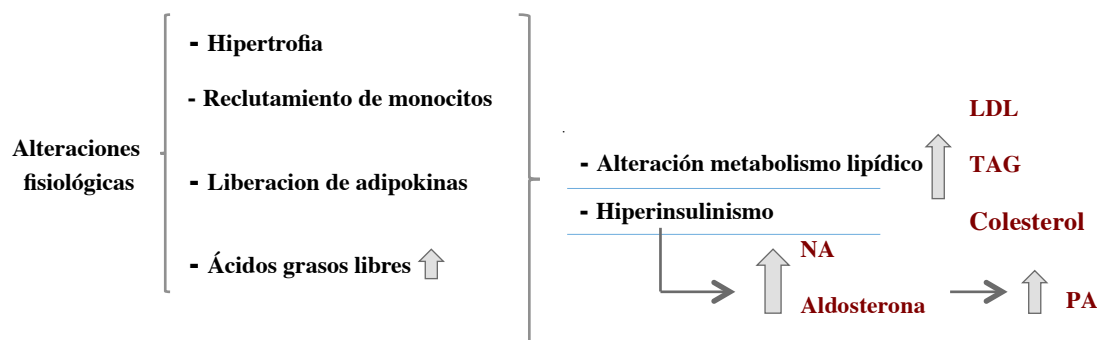 Alteraciones
fisiológicas
- Hipertrofia
- Reclutamiento de monocitos
- Liberacion de adipokinas
- Ácidos grasos libres
- Alteración metabolismo lipídico
- Hiperinsulinismo
LDL
TAG
Colesterol
NA
Aldosterona
PA